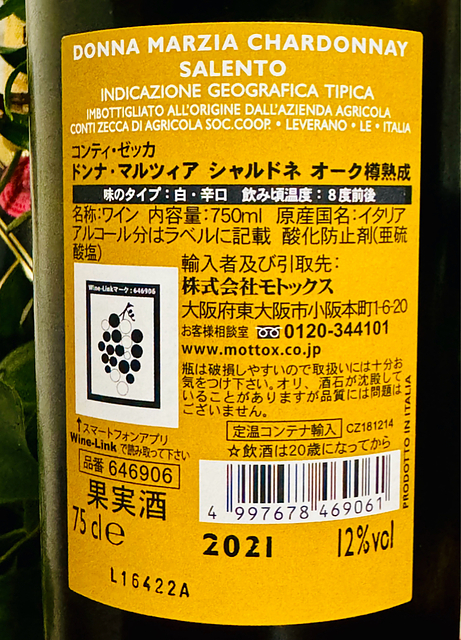 DONNA MARZIA CHARDONNAY
SALENTO
INDICAZIONE GEOGRAFICA TIPICA
IMBOTTIGLIATO ALL'ORIGINE DALL'AZIENDA AGRICOLA
CONTI ZECCA DI AGRICOLA SOC.COOP. • LEVERANO • LE • ITALIA
コンティ・ゼッカ
ドンナ・マルツィア シャルドネ オーク樽熟成
味のタイプ：白・辛口 飲み頃温度：8度前後
名称:ワイン 内容量:750ml 原産国名:イタリア
アルコール分はラベルに記載 酸化防止剤(亜硫
酸塩)
Wine-Linkマーク：646906
輸入者及び引取先：
株式会社モトックス
大阪府東大阪市小阪本町1-6-20
お客様相談室 0120-344101
www.mottox.co.jp
瓶は破損しやすいので取扱いには十分お
気をつけ下さい。オリ、酒石が沈殿して
いることがありますが品質には問題は
ございません。
↑スマートフォンアプリ
Wine-Link で読み取って下さい
定温コンテナ輸入 CZ181214
☆飲酒は20歳になってから
品番 646906
果実酒
75 cl e
4 997678 469061
PRODOTTO IN ITALIA
2021
12%vol
L16422A